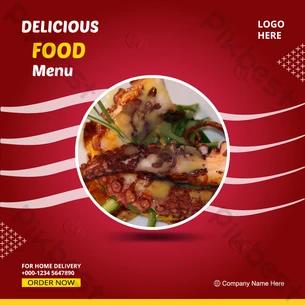 DELICIOUS
FOOD
Menu
LOGO
HERE
FOR HOME DELIVERY
+000-1234 5647890
ORDER NOW
Company Name Here